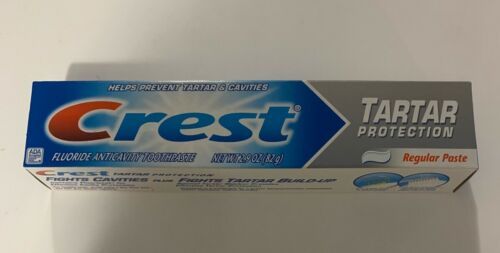 HELPS PREVENT TARTAR & CAVITIES
Crest®
TARTAR
PROTECTION
ADA
FLUORIDE ANTICAVITY TOOTHPASTE NET WT 2.9 OZ (82g)
Regular Paste
Crest TARTAR PROTECTION
FIGHTS CAVITIES PLUS FIGHTS TARTAR BUILD-UP